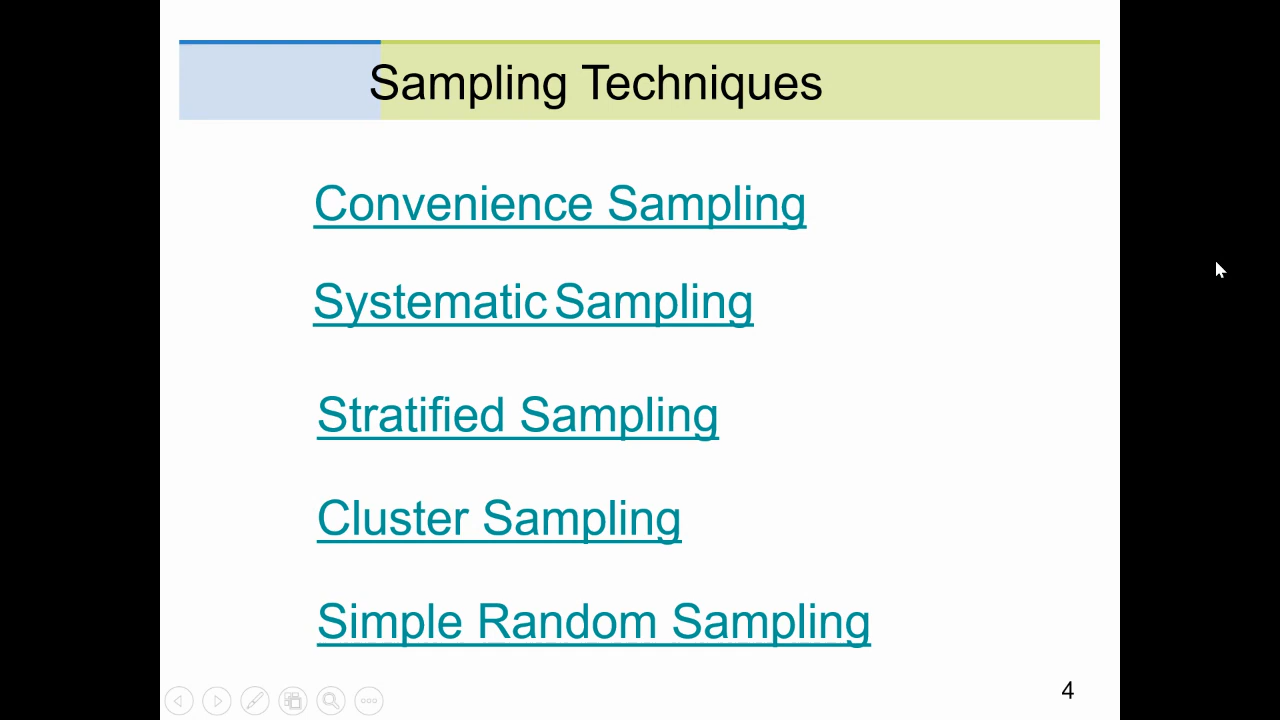 Sampling Techniques
Convenience Sampling
Systematic Sampling
Stratified Sampling
Cluster Sampling
Simple Random Sampling
4